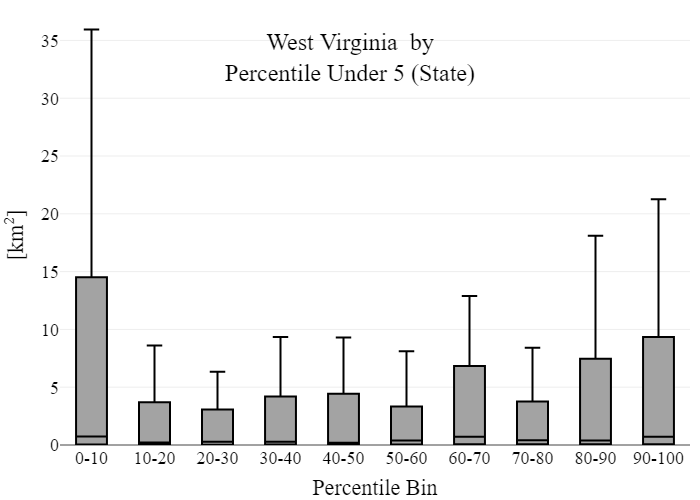 West Virginia by
Percentile Under 5 (State)
[km²]
35
30
25
20
15
10
5
0
0-10 10-20 20-30 30-40 40-50 50-60 60-70 70-80 80-90 90-100
Percentile Bin